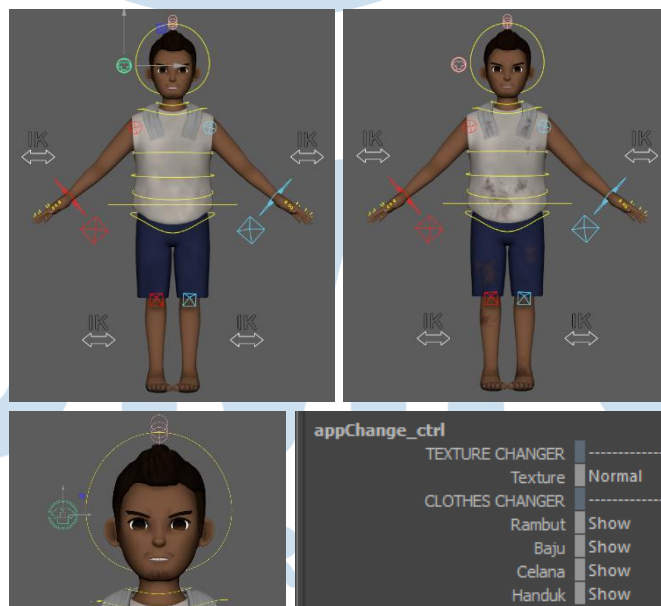 IK
IK
IK
IK
IK
IK
IK
IK
appChange_ctrl
TEXTURE CHANGER
Texture Normal
CLOTHES CHANGER
Rambut Show
Baju Show
Celana Show
Handuk Show